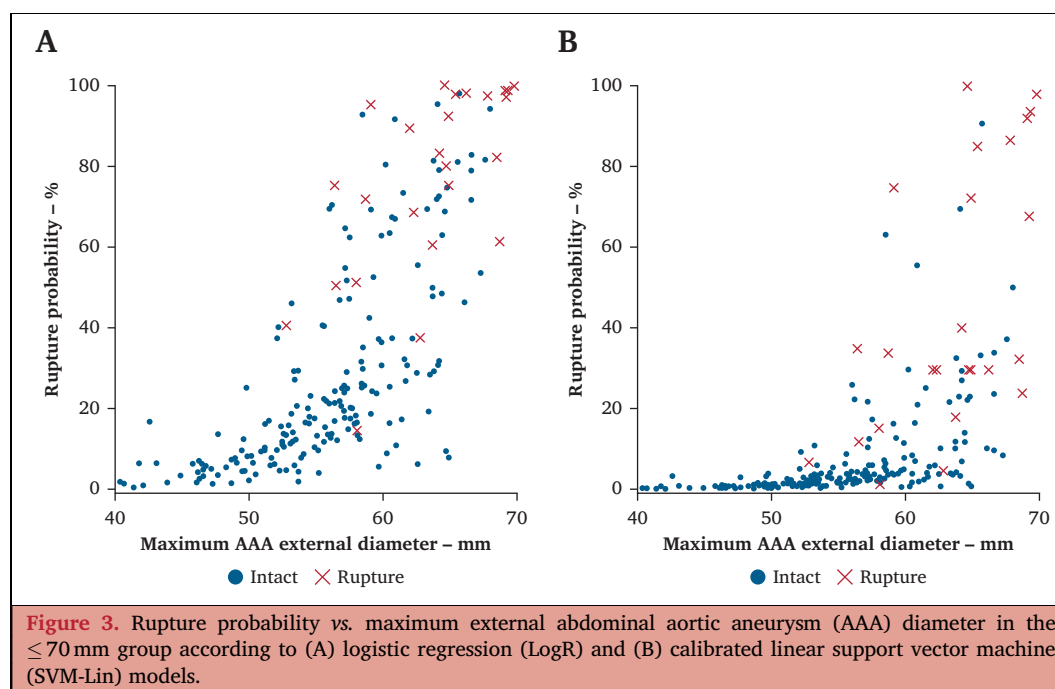 A
Rupture probability – %
100
80
60
40
20
0
40
50
60
70
Maximum AAA external diameter – mm
Intact
Rupture
B
Rupture probability – %
100
80
60
40
20
0
40
50
60
70
Maximum AAA external diameter – mm
Intact
Rupture
Figure 3. Rupture probability vs. maximum external abdominal aortic aneurysm (AAA) diameter in the
≤70 mm group according to (A) logistic regression (LogR) and (B) calibrated linear support vector machine
(SVM-Lin) models.